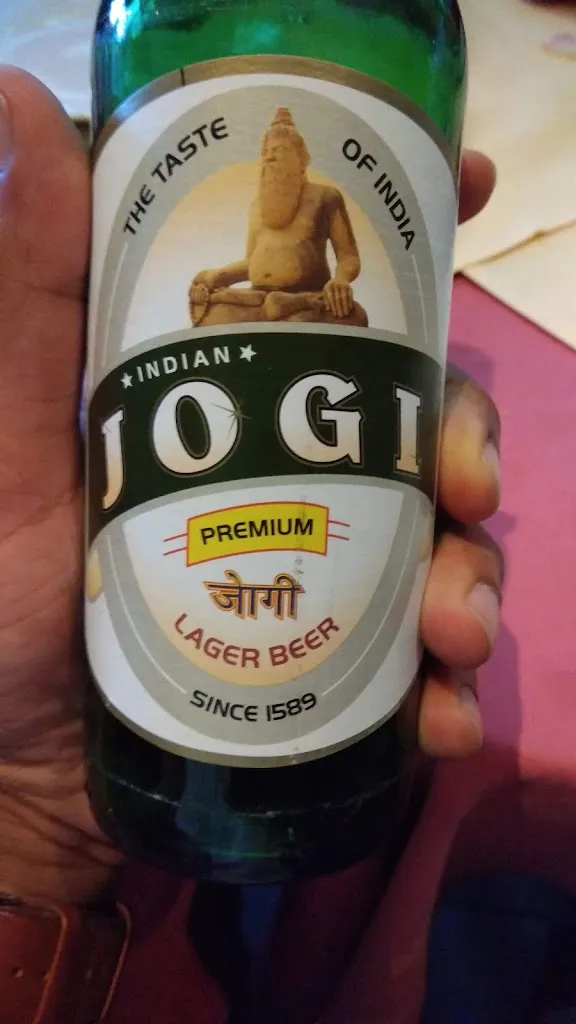 THE TASTE OF INDIA
INDIAN
JOGI
PREMIUM
जोगी
LAGER BEER
SINCE 1589